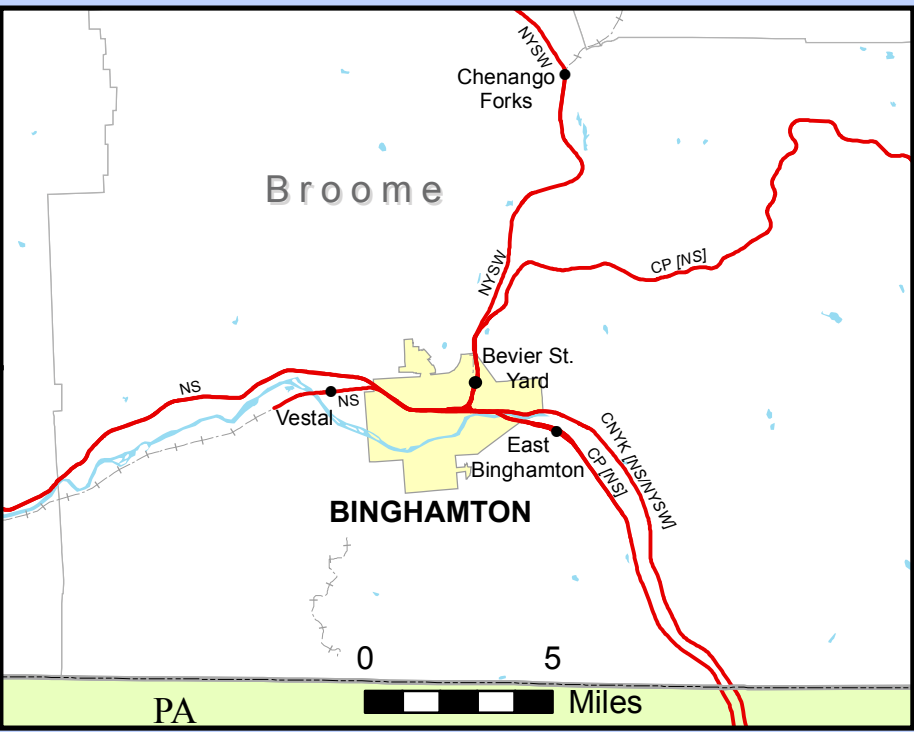 NYSW
Chenango
Forks
Broome
NYSW
CP [NS]
Bevier St.
Yard
NS
NS
Vestal
CNYK [NS/NYSW]
East
Binghamton
CP [NS]
BINGHAMTON
0 5
Miles
PA